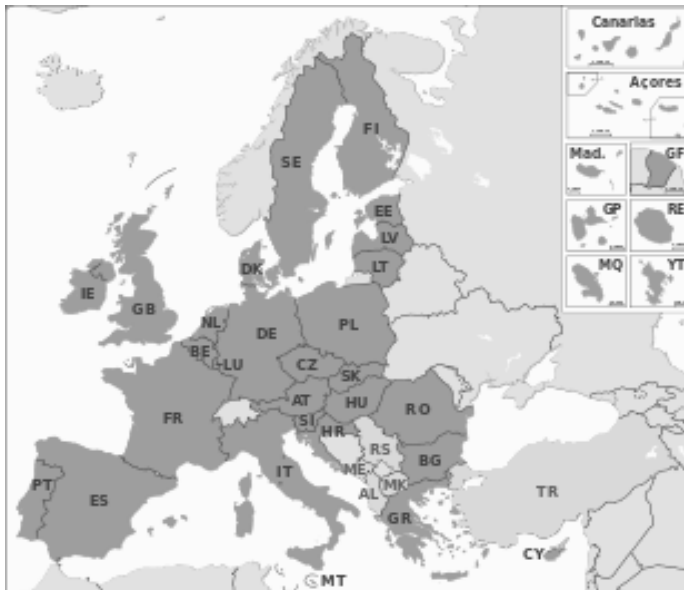 Canarias
Açores
Mad.
GF
GP
RE
MQ
YT
FI
SE
EE
LV
LT
DK
IE
GB
NL
DE
PL
BE
LU
CZ
SK
AT
HU
FR
SI
RO
HR
RS
IT
BG
ME
PT
ES
MK
AL
TR
GR
CY
MT